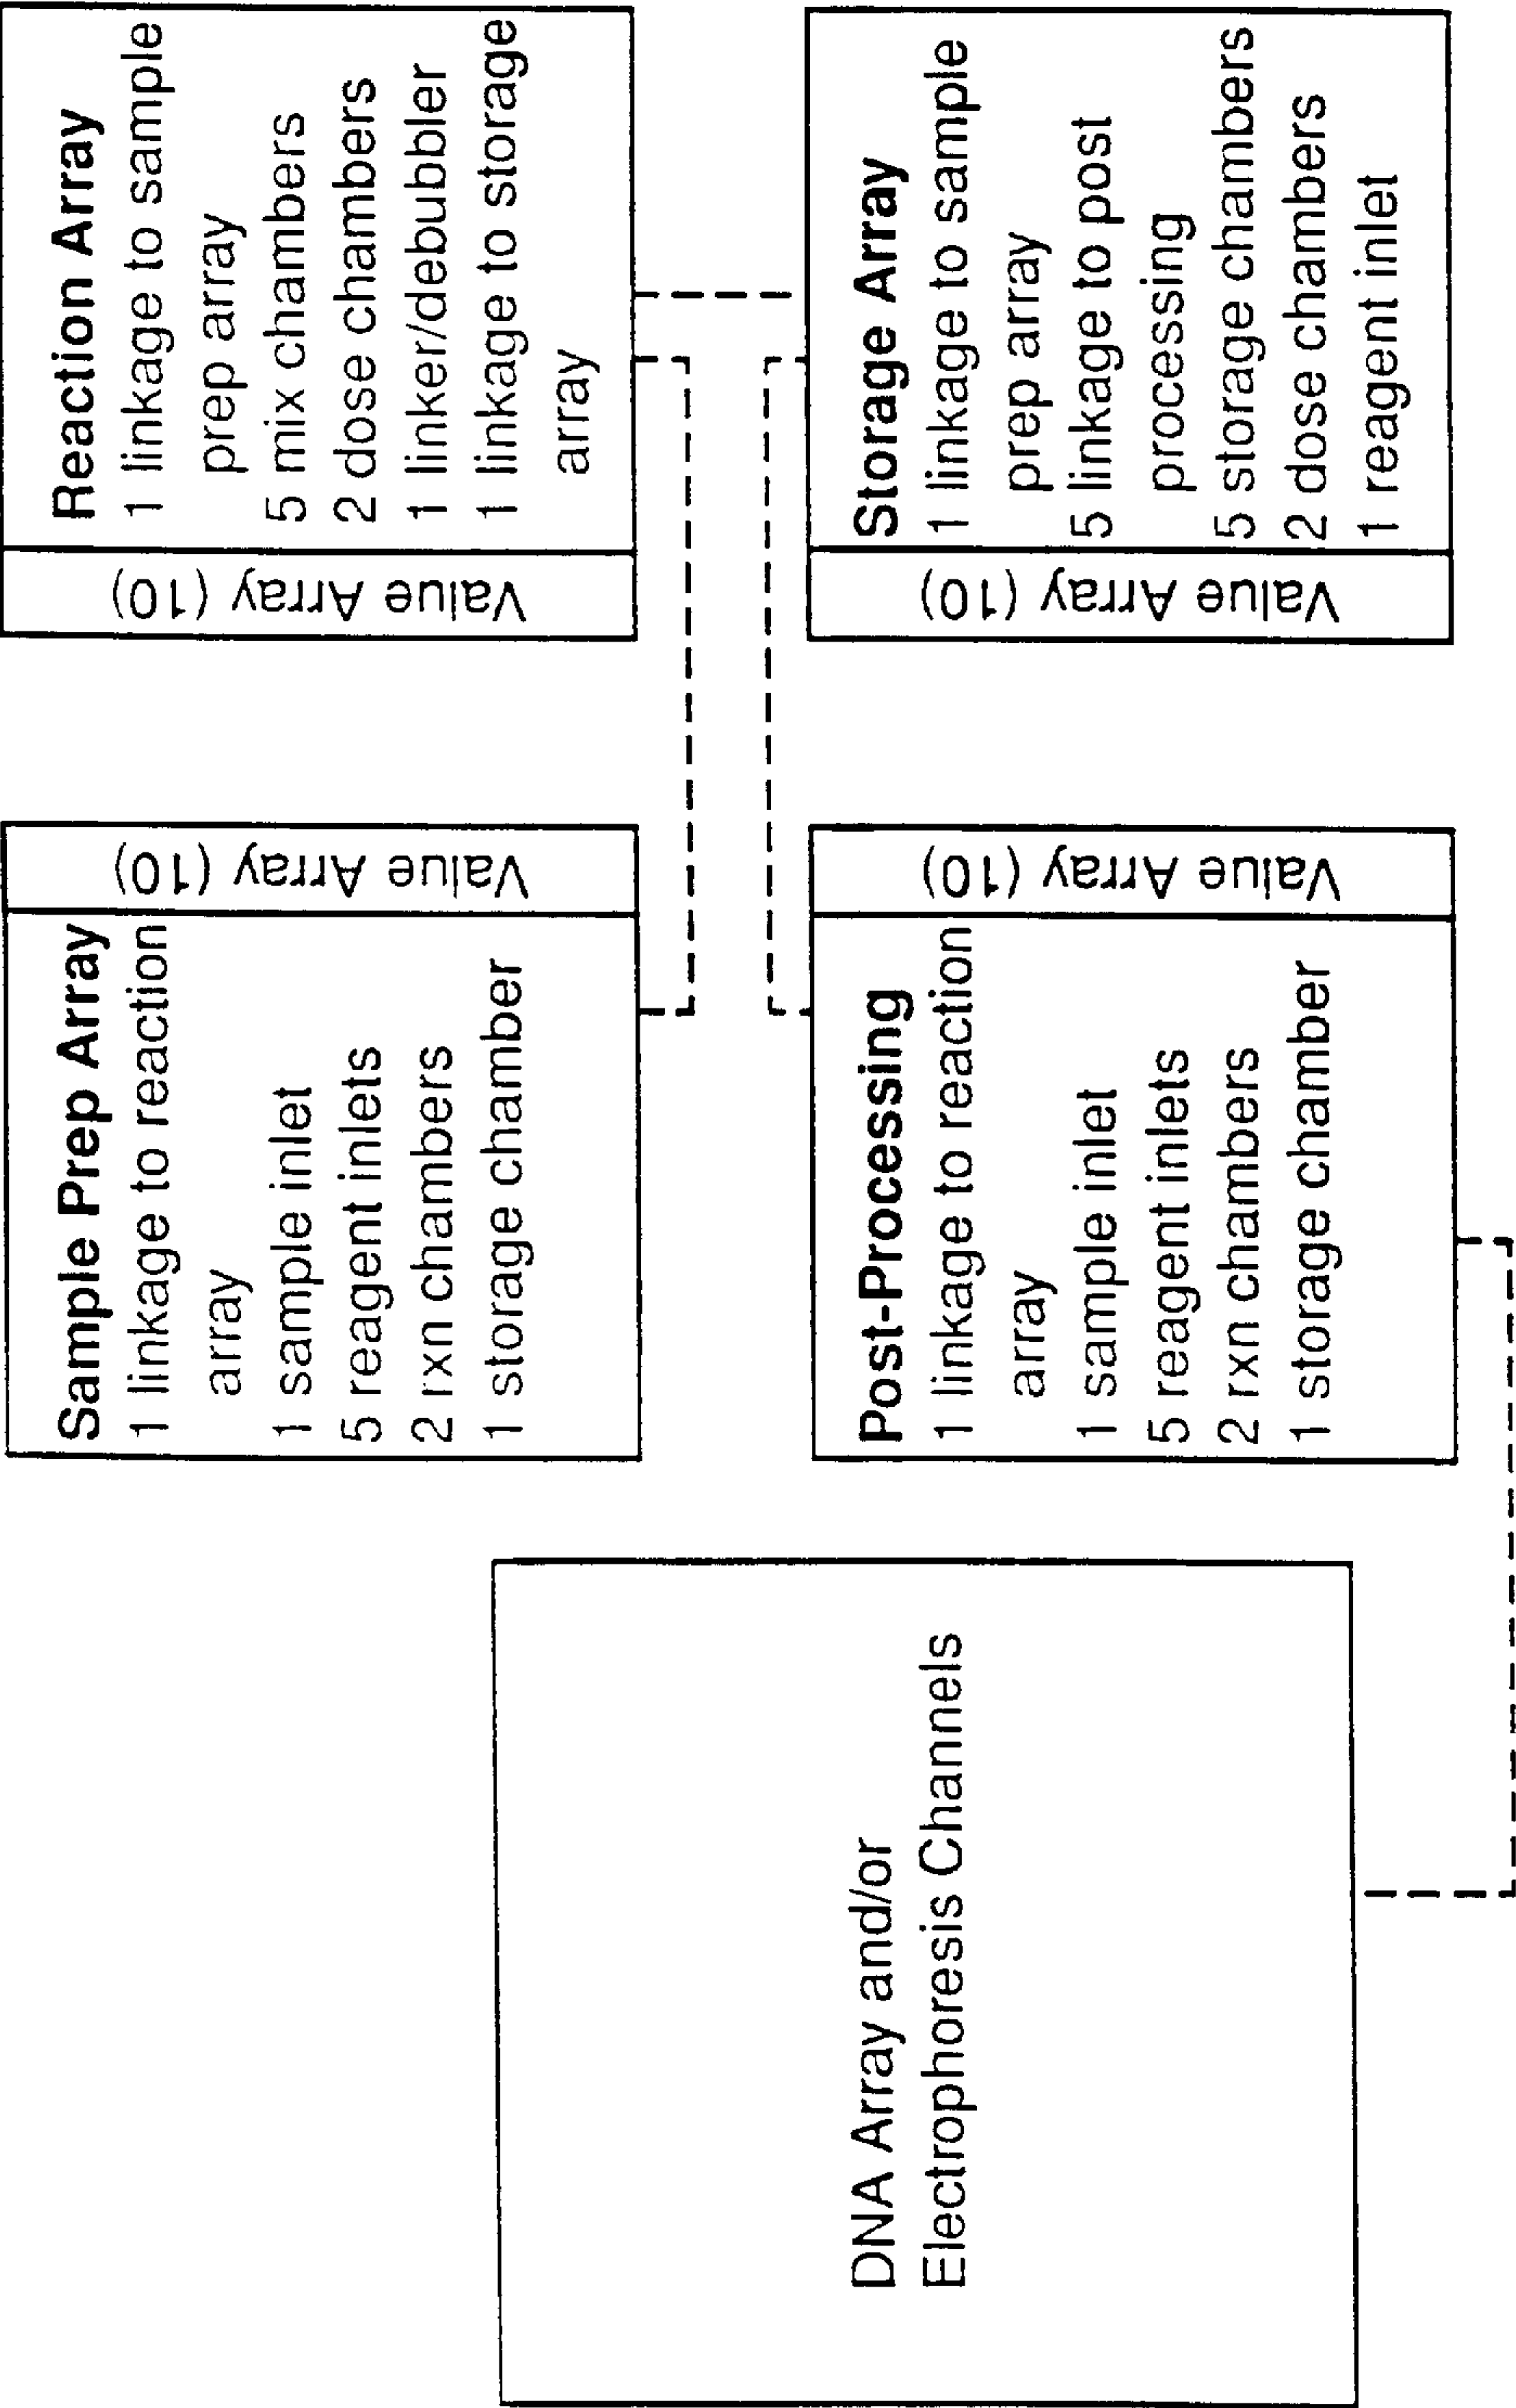 Sample Prep Array
1 linkage to reaction
array
1 sample inlet
5 reagent inlets
2 rxn chambers
1 storage chamber
Value Array (10)
Value Array (10)
Reaction Array
1 linkage to sample
prep array
5 mix chambers
2 dose chambers
1 linker/debubbler
1 linkage to storage
array
DNA Array and/or
Electrophoresis Channels
Post-Processing
1 linkage to reaction
array
1 sample inlet
5 reagent inlets
2 rxn chambers
1 storage chamber
Value Array (10)
Value Array (10)
Storage Array
1 linkage to sample
prep array
5 linkage to post
processing
5 storage chambers
2 dose chambers
1 reagent inlet